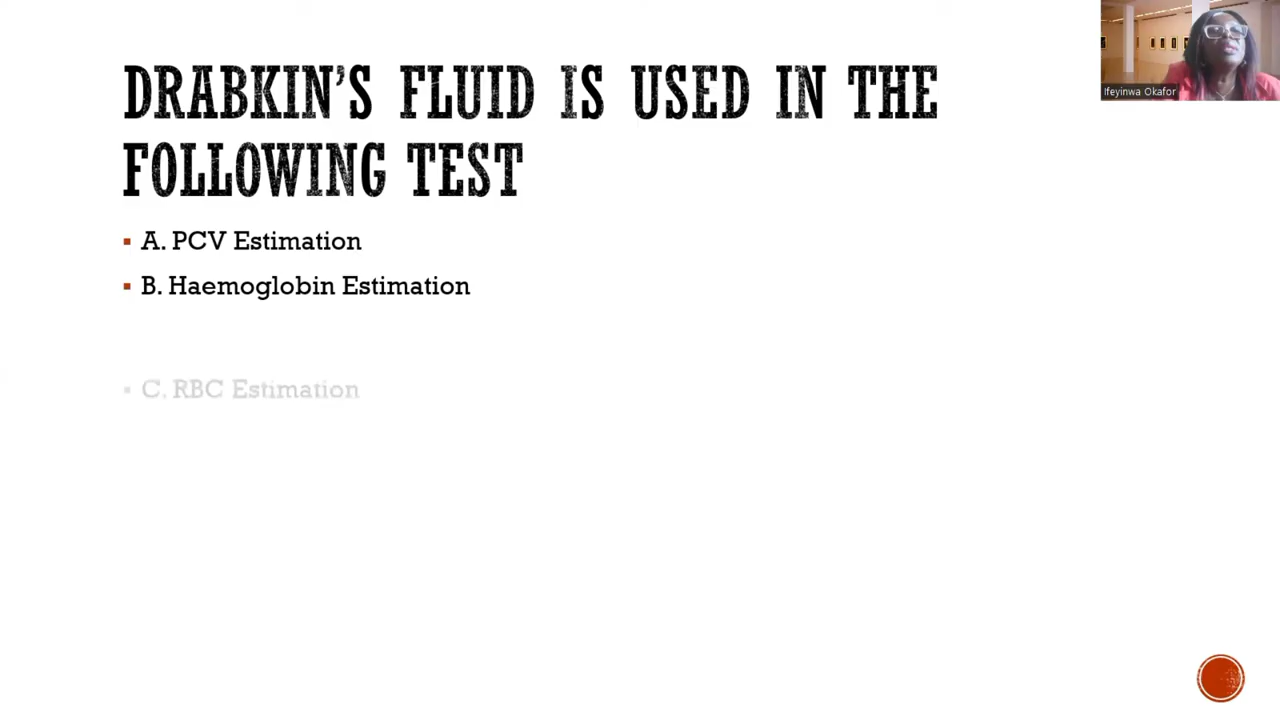 DRABKIN'S FLUID IS USED IN THE
FOLLOWING TEST
A. PCV Estimation
B. Haemoglobin Estimation
C. RBC Estimation
Ifeyinwa Okafor